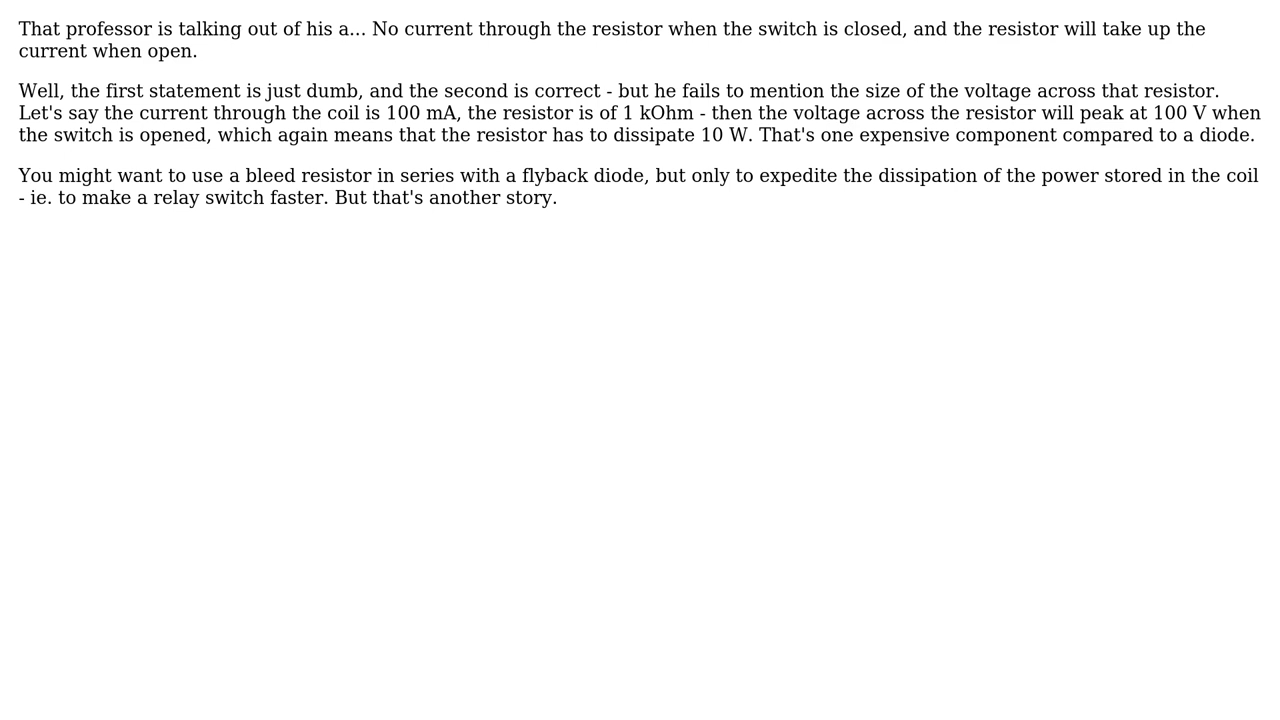 That professor is talking out of his a... No current through the resistor when the switch is closed, and the resistor will take up the
current when open.
Well, the first statement is just dumb, and the second is correct - but he fails to mention the size of the voltage across that resistor.
Let's say the current through the coil is 100 mA, the resistor is of 1 kOhm - then the voltage across the resistor will peak at 100 V when
the switch is opened, which again means that the resistor has to dissipate 10 W. That's one expensive component compared to a diode.
You might want to use a bleed resistor in series with a flyback diode, but only to expedite the dissipation of the power stored in the coil
- ie. to make a relay switch faster. But that's another story.